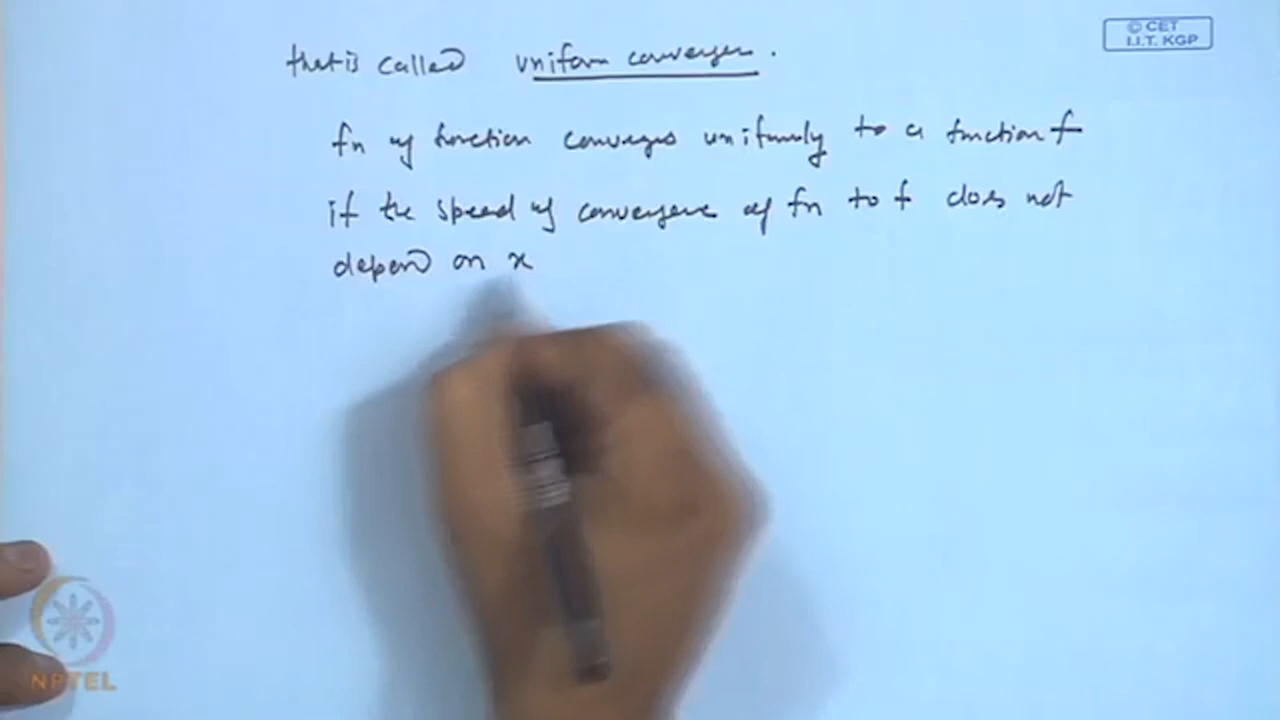 © CET
I.I.T. KGP
that is called uniform convergen.
fn of function converges uniformly to a function f
if the speed of convergence of fn to f does not
depend on x
NPTEL